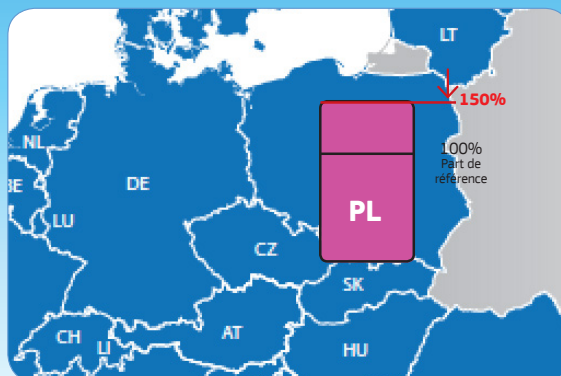 LT
150%
NL
100%
Part de
référence
BE
DE
PL
LU
CZ
SK
CH
LI
AT
HU